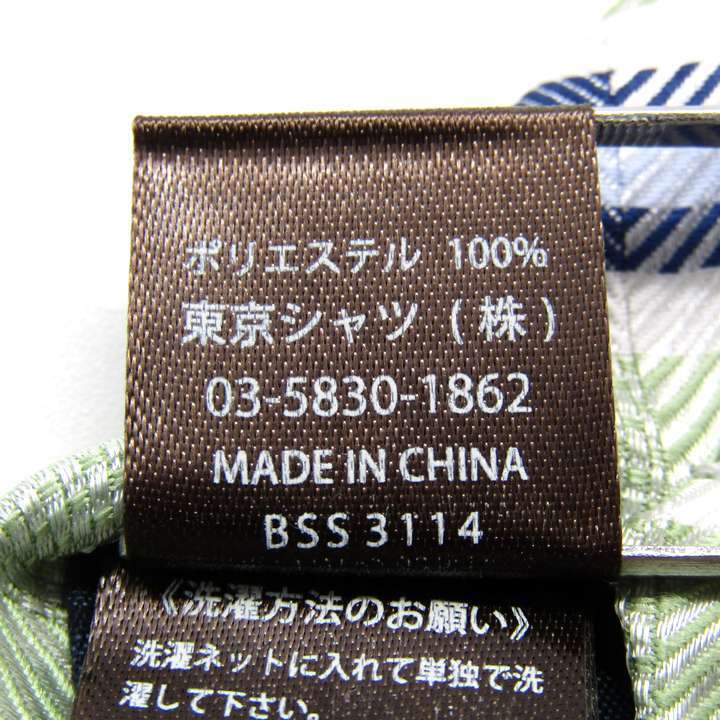 ポリエステル 100%
東京シャツ (株)
03-5830-1862
MADE IN CHINA
BSS 3114
《洗濯方法のお願い》
洗濯ネットに入れて単独で洗
濯して下さい。